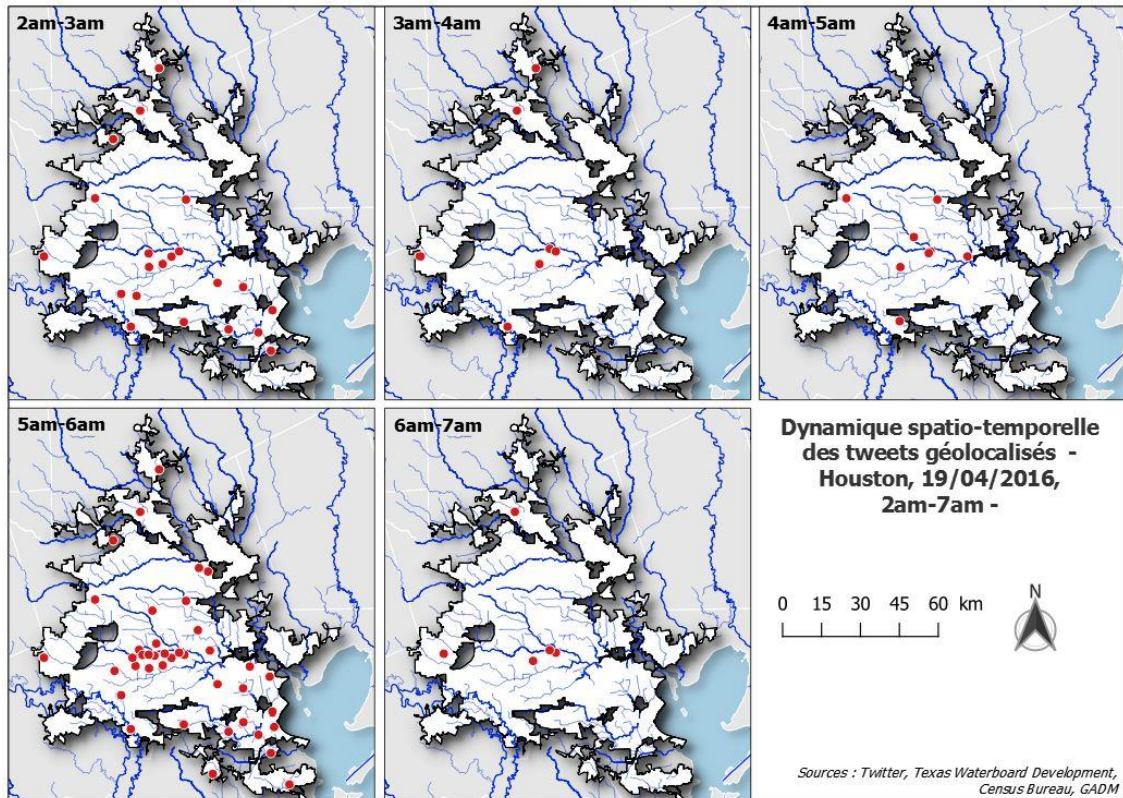 2am-3am
3am-4am
4am-5am
5am-6am
6am-7am
Dynamique spatio-temporelle
des tweets géolocalisés -
Houston, 19/04/2016,
2am-7am -
0 15 30 45 60 km
N
Sources : Twitter, Texas Waterboard Development,
Census Bureau, GADM